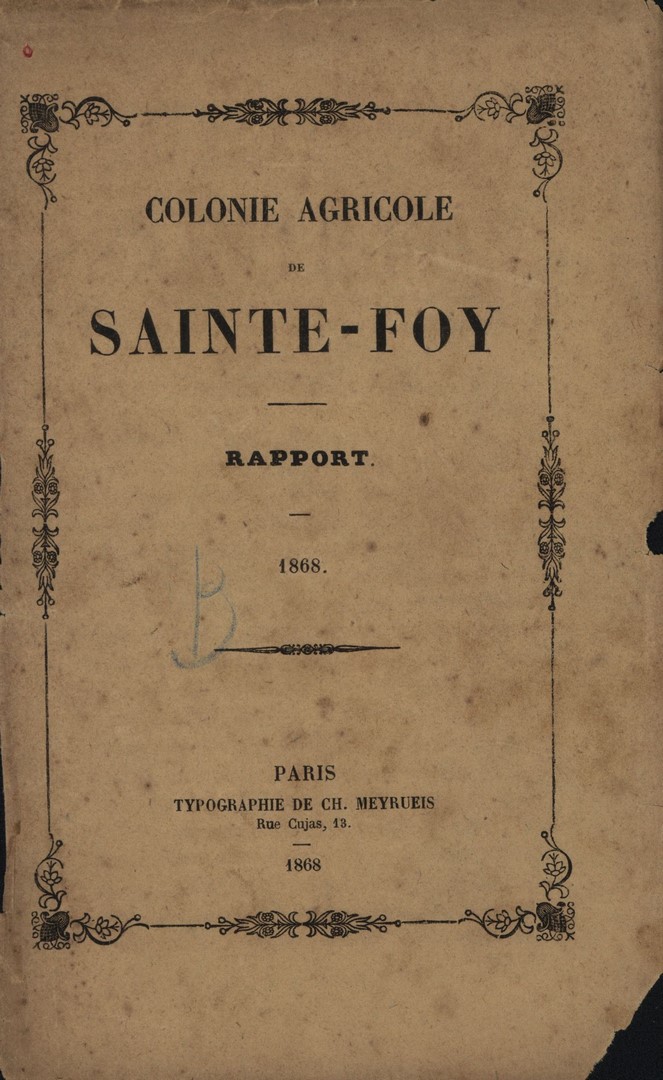 COLONIE AGRICOLE
DE
SAINTE-FOY
RAPPORT.
1868.
B
PARIS
TYPOGRAPHIE DE CH. MEYRUEIS
Rue Cujas, 13.
1868